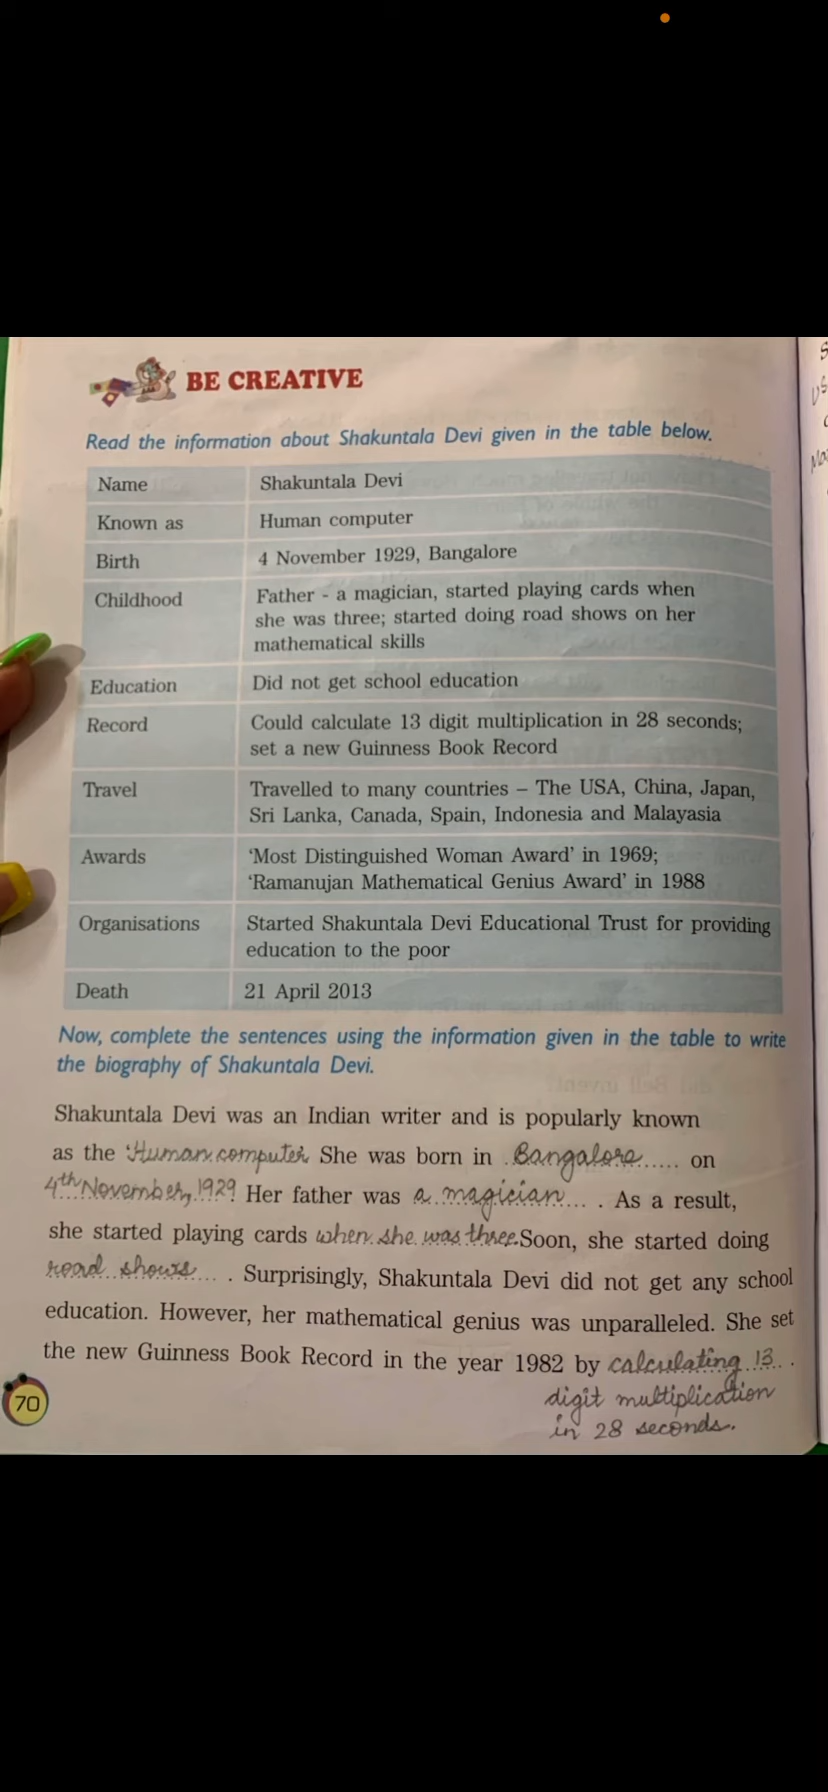 BE CREATIVE
Read the information about Shakuntala Devi given in the table below.
Name Shakuntala Devi
Known as Human computer
Birth 4 November 1929, Bangalore
Childhood Father - a magician, started playing cards when
she was three; started doing road shows on her
mathematical skills
Education Did not get school education
Record Could calculate 13 digit multiplication in 28 seconds;
set a new Guinness Book Record
Travel Travelled to many countries – The USA, China, Japan,
Sri Lanka, Canada, Spain, Indonesia and Malayasia
Awards ‘Most Distinguished Woman Award’ in 1969;
‘Ramanujan Mathematical Genius Award’ in 1988
Organisations Started Shakuntala Devi Educational Trust for providing
education to the poor
Death 21 April 2013
Now, complete the sentences using the information given in the table to write
the biography of Shakuntala Devi.
Shakuntala Devi was an Indian writer and is popularly known
as the ‘Human computer. She was born in Bangalore on
4th November, 1929. Her father was a magician. As a result,
she started playing cards when she was three. Soon, she started doing
road shows. Surprisingly, Shakuntala Devi did not get any school
education. However, her mathematical genius was unparalleled. She set
the new Guinness Book Record in the year 1982 by calculating 13.
digit multiplication
in 28 seconds.
70